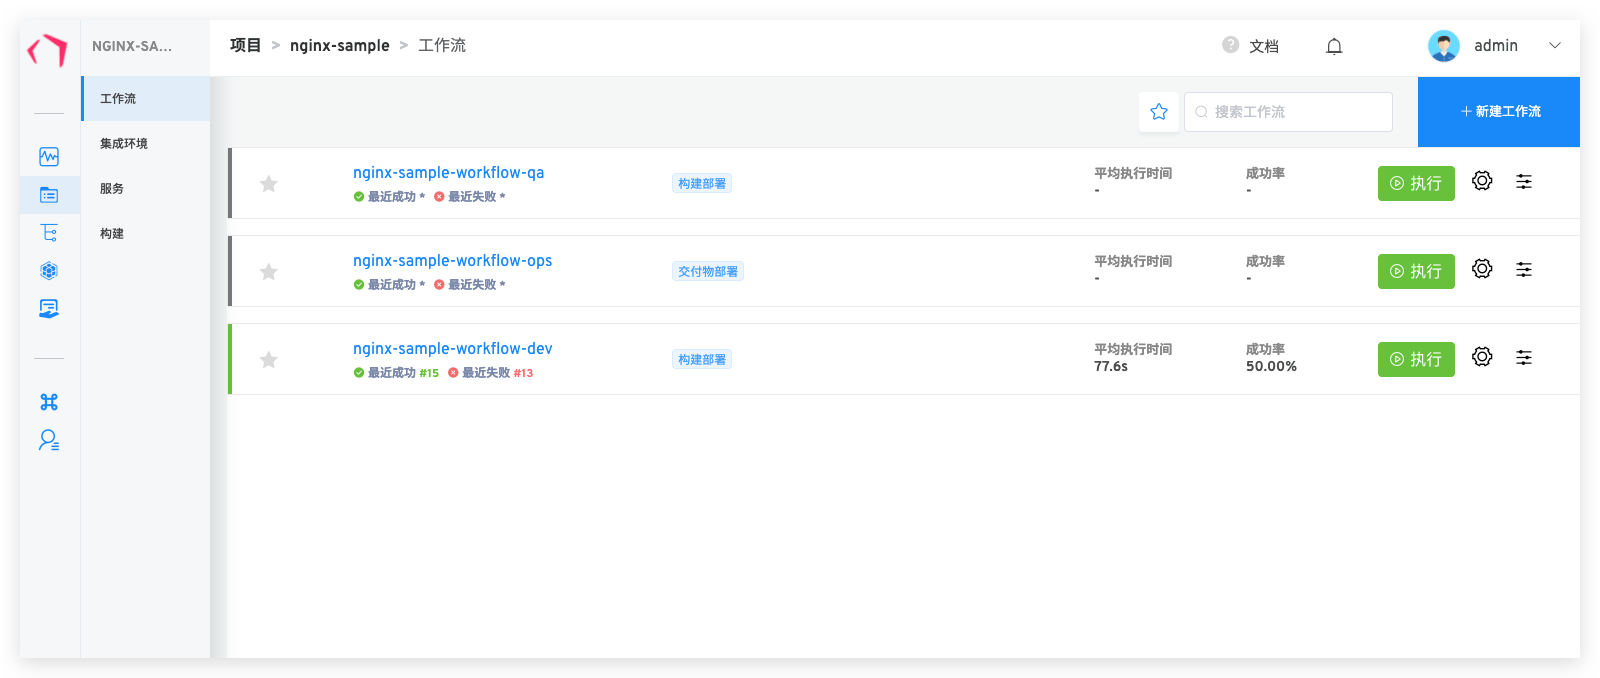 NGINX-SA...
项目 > nginx-sample > 工作流
文档
admin
工作流
集成环境
服务
构建
搜索工作流
+ 新建工作流
nginx-sample-workflow-qa
最近成功 * 最近失败 *
构建部署
平均执行时间
-
成功率
-
执行
nginx-sample-workflow-ops
最近成功 * 最近失败 *
交付物部署
平均执行时间
-
成功率
-
执行
nginx-sample-workflow-dev
最近成功 #15 最近失败 #13
构建部署
平均执行时间
77.6s
成功率
50.00%
执行